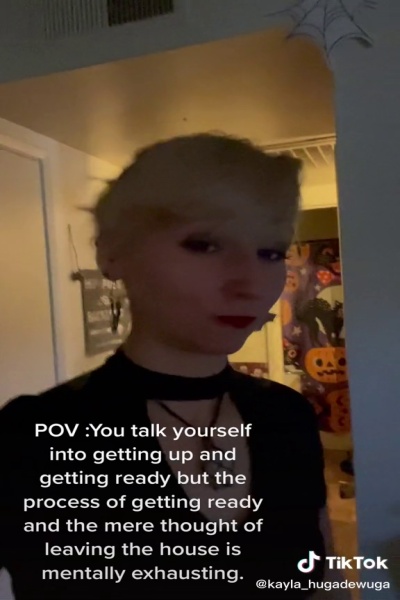 POV :You talk yourself
into getting up and
getting ready but the
process of getting ready
and the mere thought of
leaving the house is
mentally exhausting.
TikTok
@kayla_hugadewuga